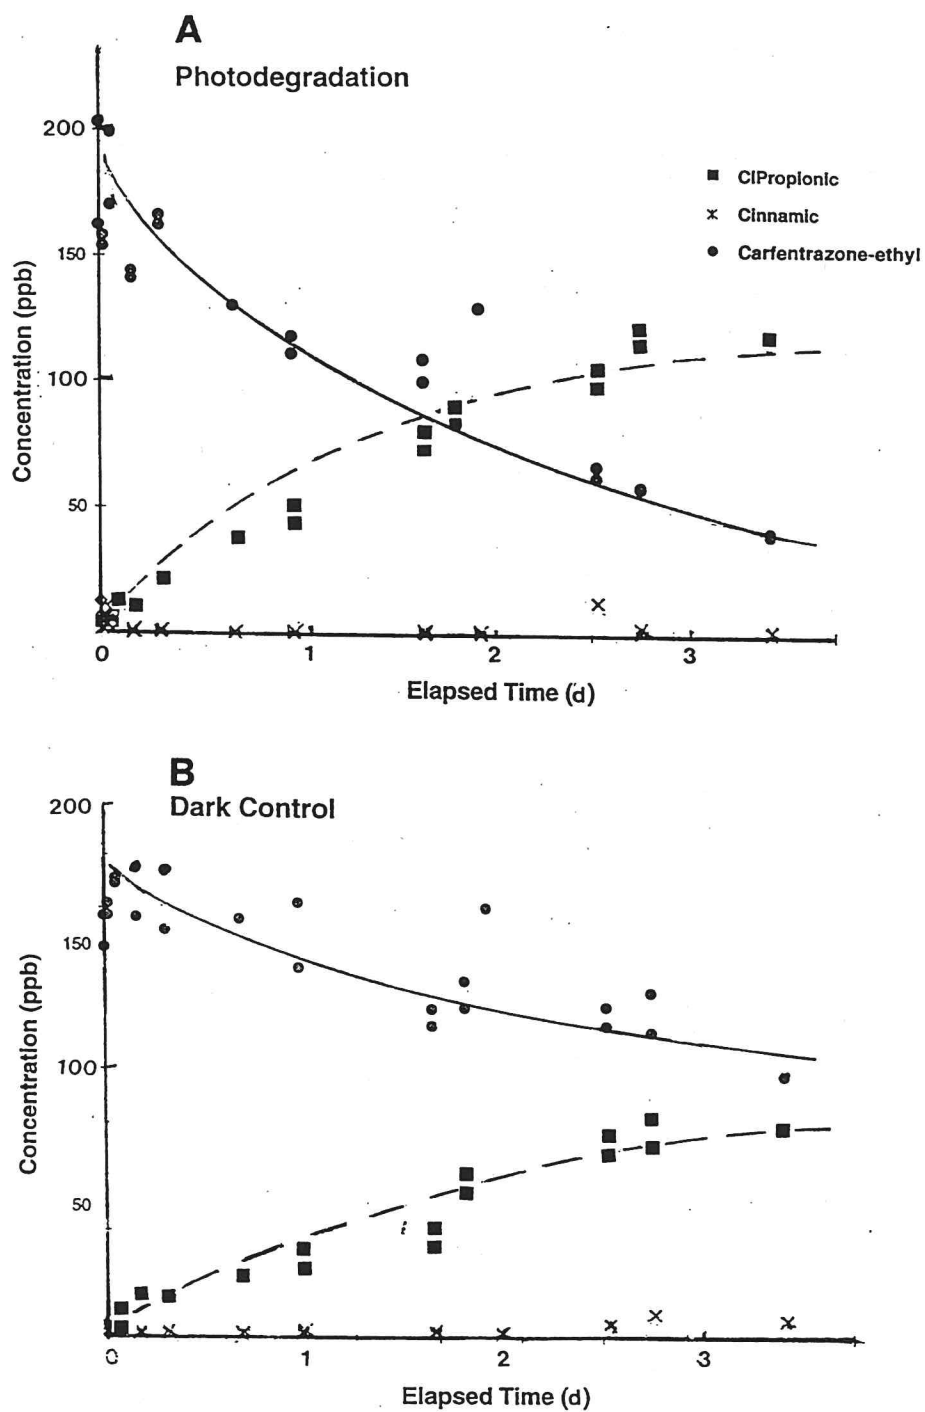 A
Photodegradation
200
150
100
50
0
1
2
3
Concentration (ppb)
Elapsed Time (d)
ClPropionic
Cinnamic
Carfentrazone-ethyl
B
Dark Control
200
150
100
50
0
1
2
3
Concentration (ppb)
Elapsed Time (d)